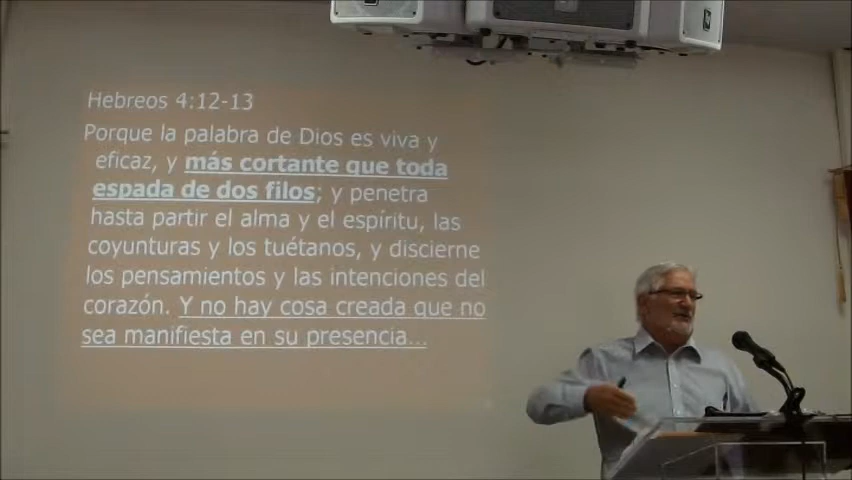 Hebreos 4:12-13
Porque la palabra de Dios es viva y
eficaz, y más cortante que toda
espada de dos filos; y penetra
hasta partir el alma y el espíritu, las
coyunturas y los tuétanos, y discierne
los pensamientos y las intenciones del
corazón. Y no hay cosa creada que no
sea manifiesta en su presencia...